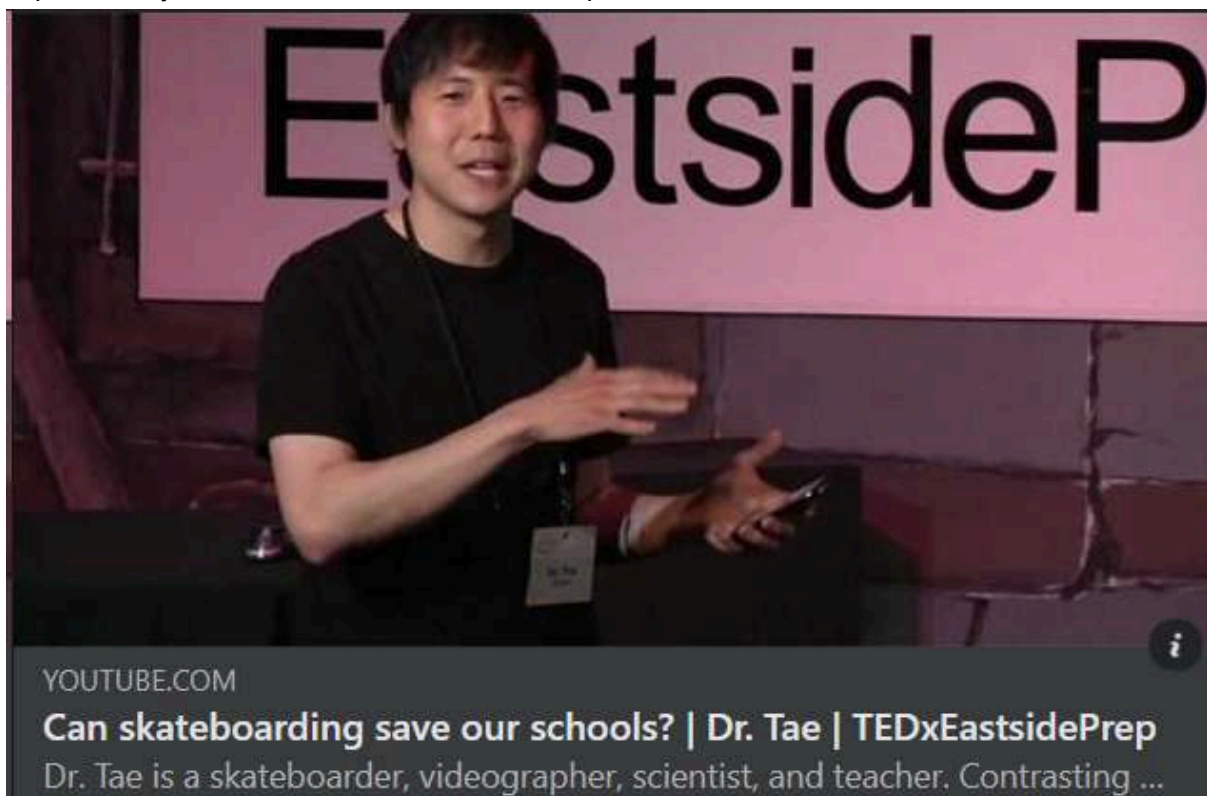 EastsideP
YOUTUBE.COM
Can skateboarding save our schools? | Dr. Tae | TEDxEastsidePrep
Dr. Tae is a skateboarder, videographer, scientist, and teacher. Contrasting ...